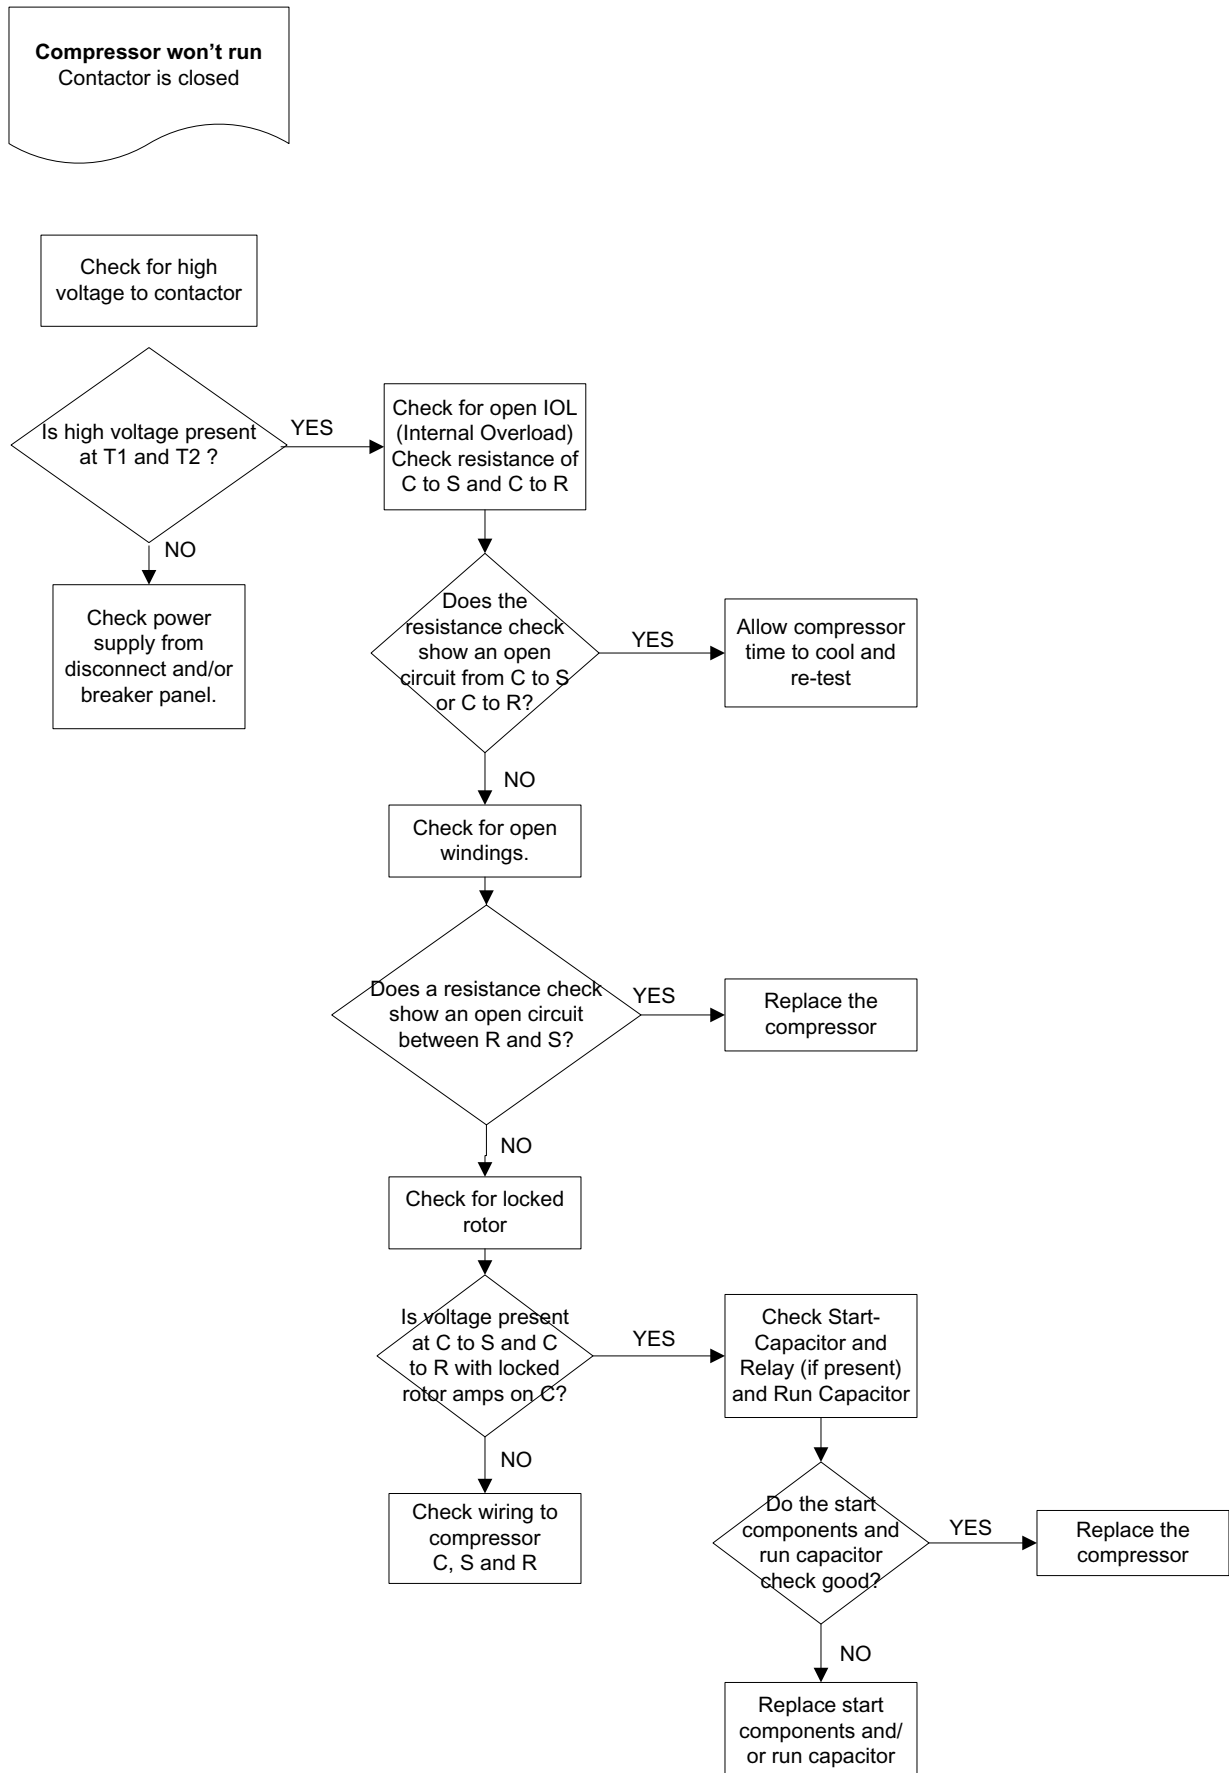 Compressor won’t run
Contactor is closed
Check for high
voltage to contactor
Is high voltage present
at T1 and T2 ?
YES
NO
Check power
supply from
disconnect and/or
breaker panel.
Check for open IOL
(Internal Overload)
Check resistance of
C to S and C to R
Does the
resistance check
show an open
circuit from C to S
or C to R?
YES
Allow compressor
time to cool and
re-test
NO
Check for open
windings.
Does a resistance check
show an open circuit
between R and S?
YES
Replace the
compressor
NO
Check for locked
rotor
Is voltage present
at C to S and C
to R with locked
rotor amps on C?
YES
NO
Check wiring to
compressor
C, S and R
Check Start-
Capacitor and
Relay (if present)
and Run Capacitor
Do the start
components and
run capacitor
check good?
YES
Replace the
compressor
NO
Replace start
components and/
or run capacitor